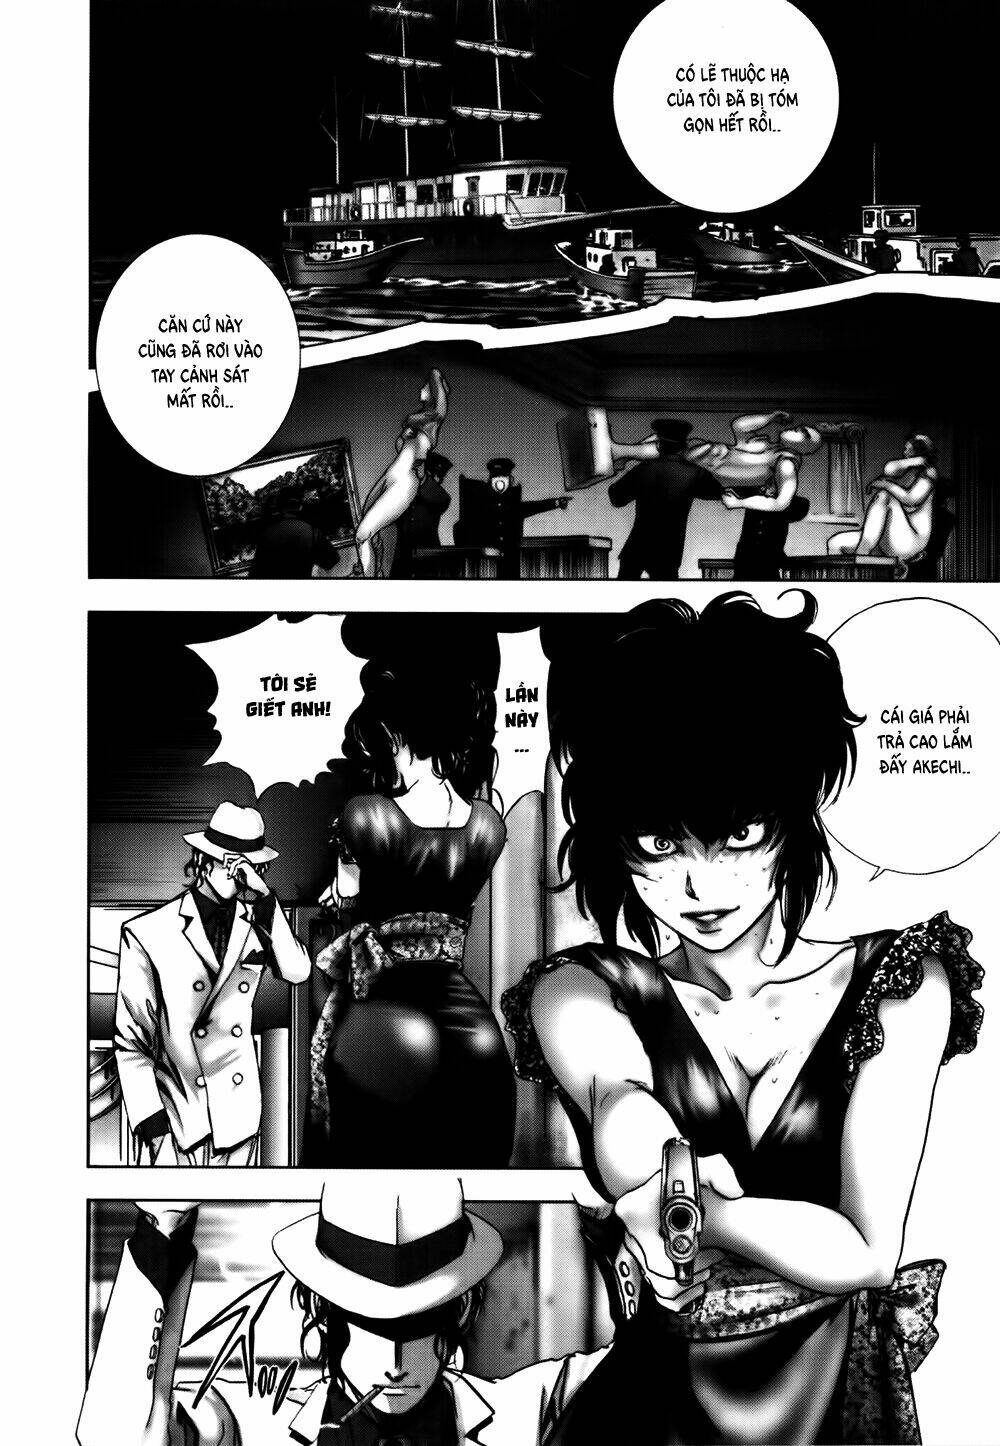 CÓ LẼ THUỘC HẠ
CỦA TÔI ĐÃ BỊ TÓM
GỌN HẾT RỒI..
CĂN CỨ NÀY
CŨNG ĐÃ RƠI VÀO
TAY CẢNH SÁT
MẤT RỒI..
CÁI GIÁ PHẢI
TRẢ CAO LẮM
ĐẤY AKECHI..
LẦN
NÀY
...
TÔI SẼ
GIẾT ANH!